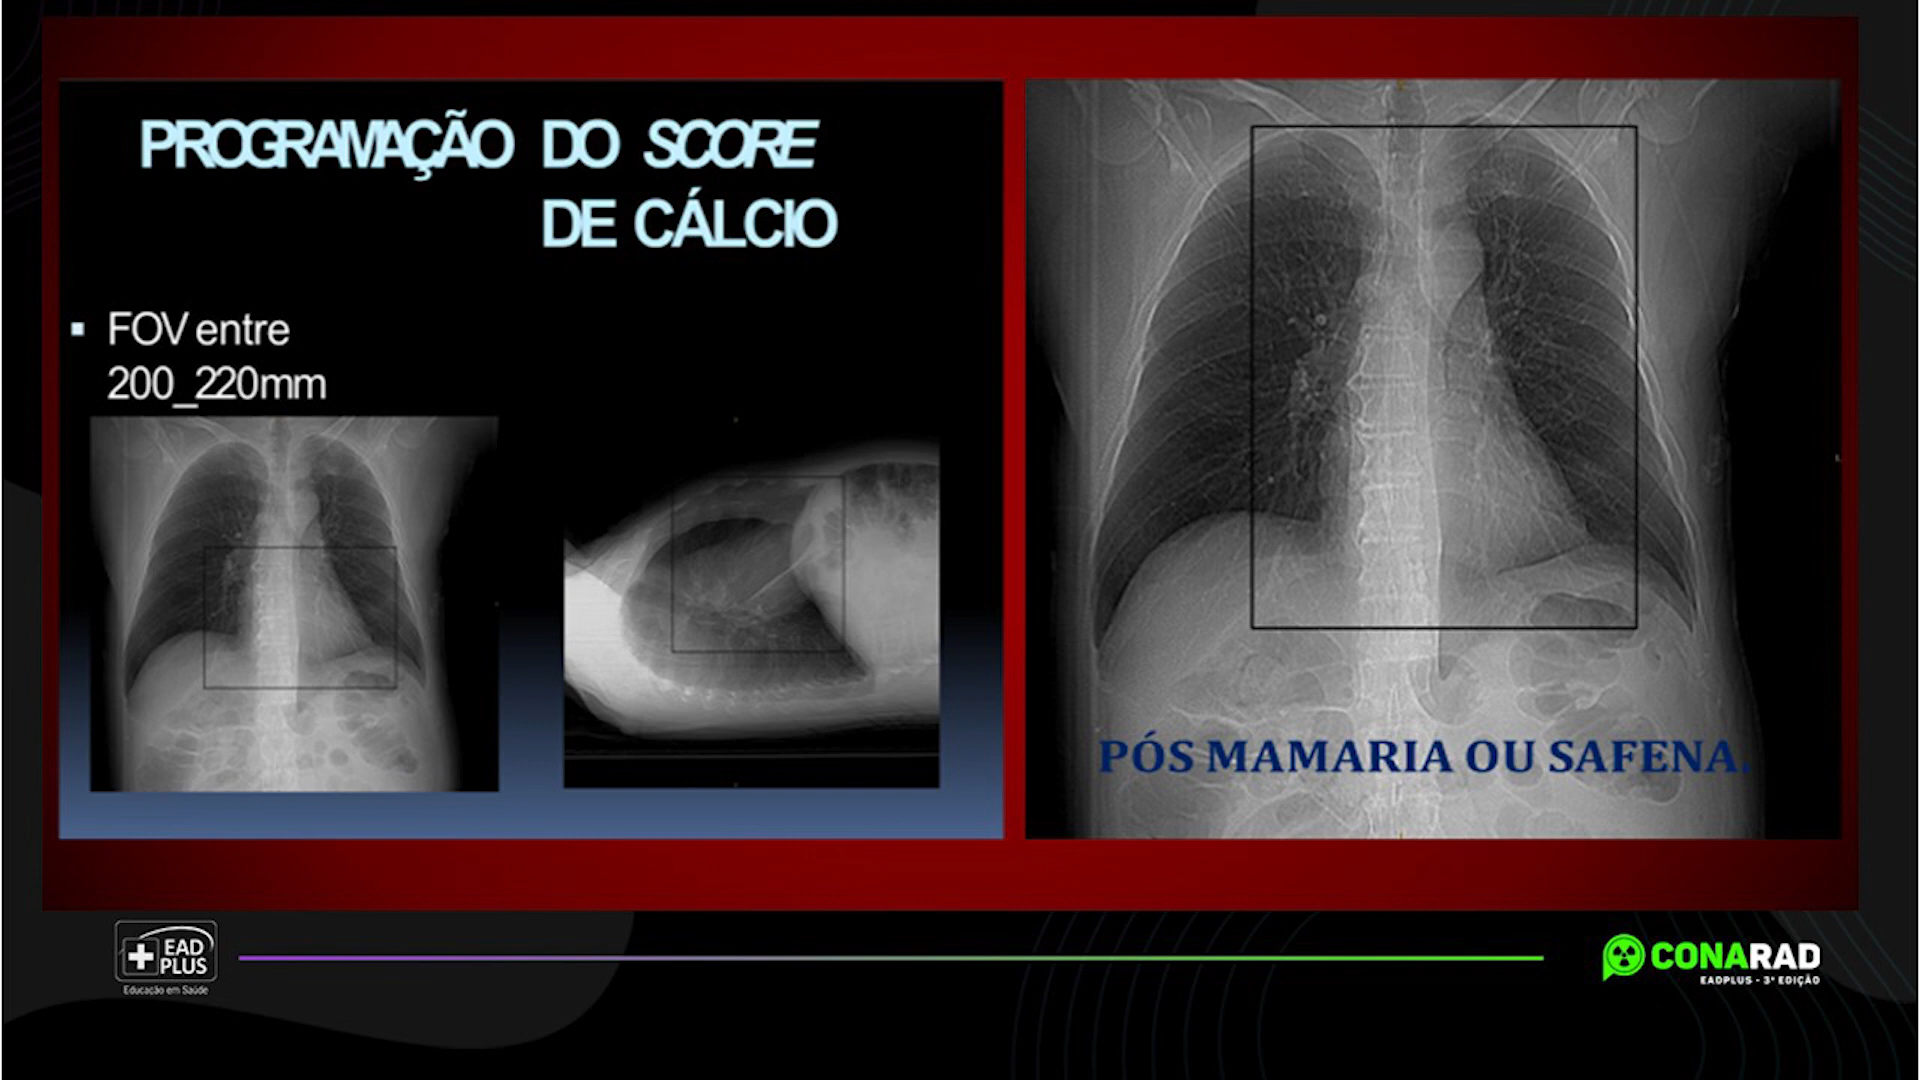 PROGRAMAÇÃO DO SCORE
DE CÁLCIO
FOV entre
200_220mm
PÓS MAMARIA OU SAFENA.
EAD
PLUS
Educação em Saúde
CONARAD
EADPLUS - 3ª EDIÇÃO